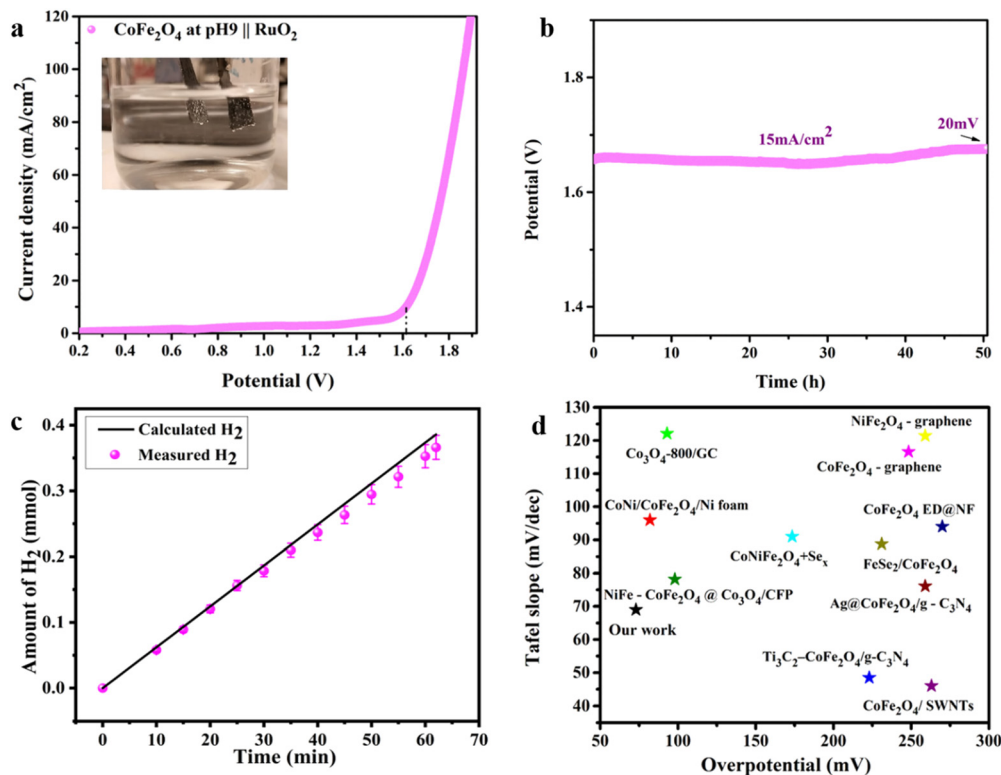 a
CoFe₂O₄ at pH9 || RuO₂
120
100
80
60
40
20
0
Current density (mA/cm²)
0.2 0.4 0.6 0.8 1.0 1.2 1.4 1.6 1.8
Potential (V)
b
1.8
1.6
1.4
Potential (V)
15mA/cm²
20mV
0 10 20 30 40 50
Time (h)
c
Calculated H₂
Measured H₂
0.4
0.3
0.2
0.1
0.0
Amount of H₂ (mmol)
0 10 20 30 40 50 60 70
Time (min)
d
130
120
110
100
90
80
70
60
50
40
Tafel slope (mV/dec)
NiFe₂O₄ - graphene
Co₃O₄-800/GC
CoFe₂O₄ - graphene
CoNi/CoFe₂O₄/Ni foam
CoFe₂O₄ ED@NF
CoNiFe₂O₄+Seₓ
FeSe₂/CoFe₂O₄
NiFe - CoFe₂O₄ @ Co₃O₄/CFP
Ag@CoFe₂O₄/g - C₃N₄
Our work
Ti₃C₂–CoFe₂O₄/g-C₃N₄
CoFe₂O₄/ SWNTs
50 100 150 200 250 300
Overpotential (mV)